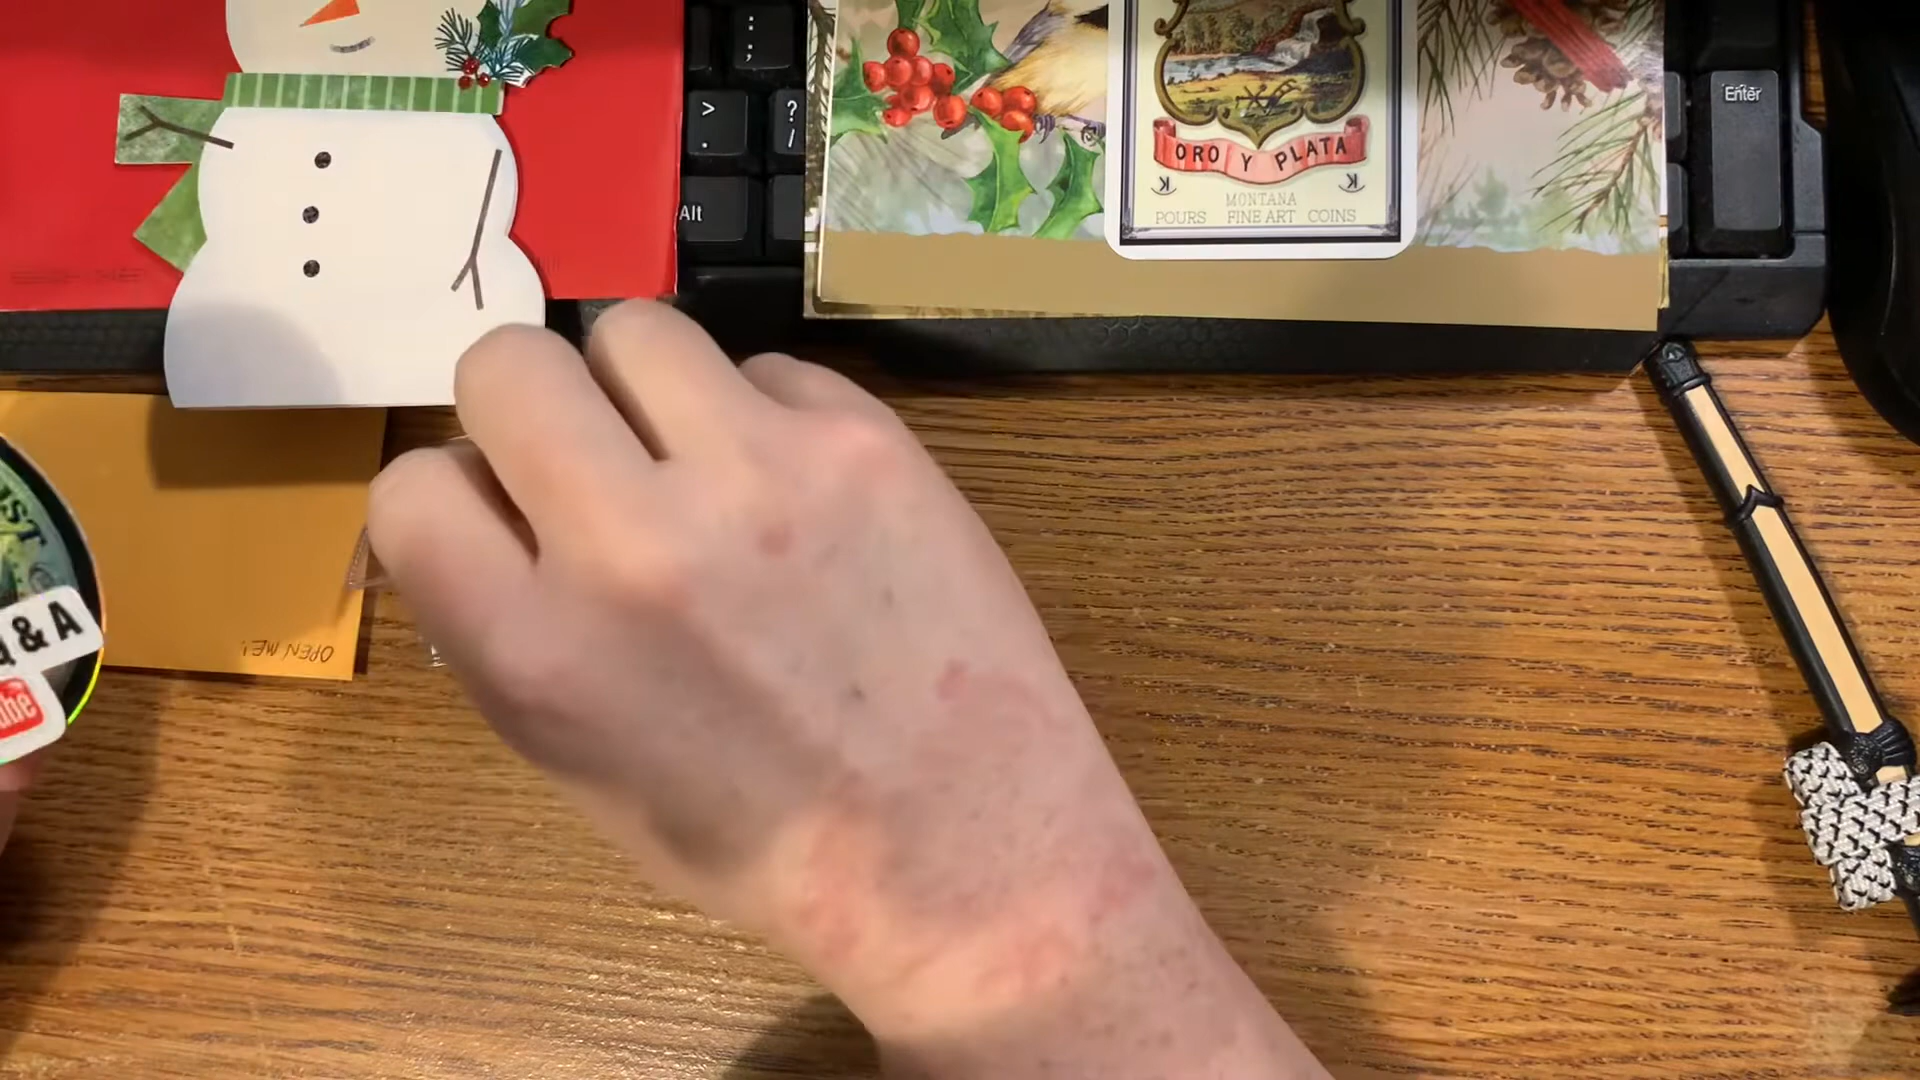 :
;
>
.
?
/
Alt
Enter
ORO Y PLATA
K K
MONTANA
POURS FINE ART COINS
& A
OPEN ME!